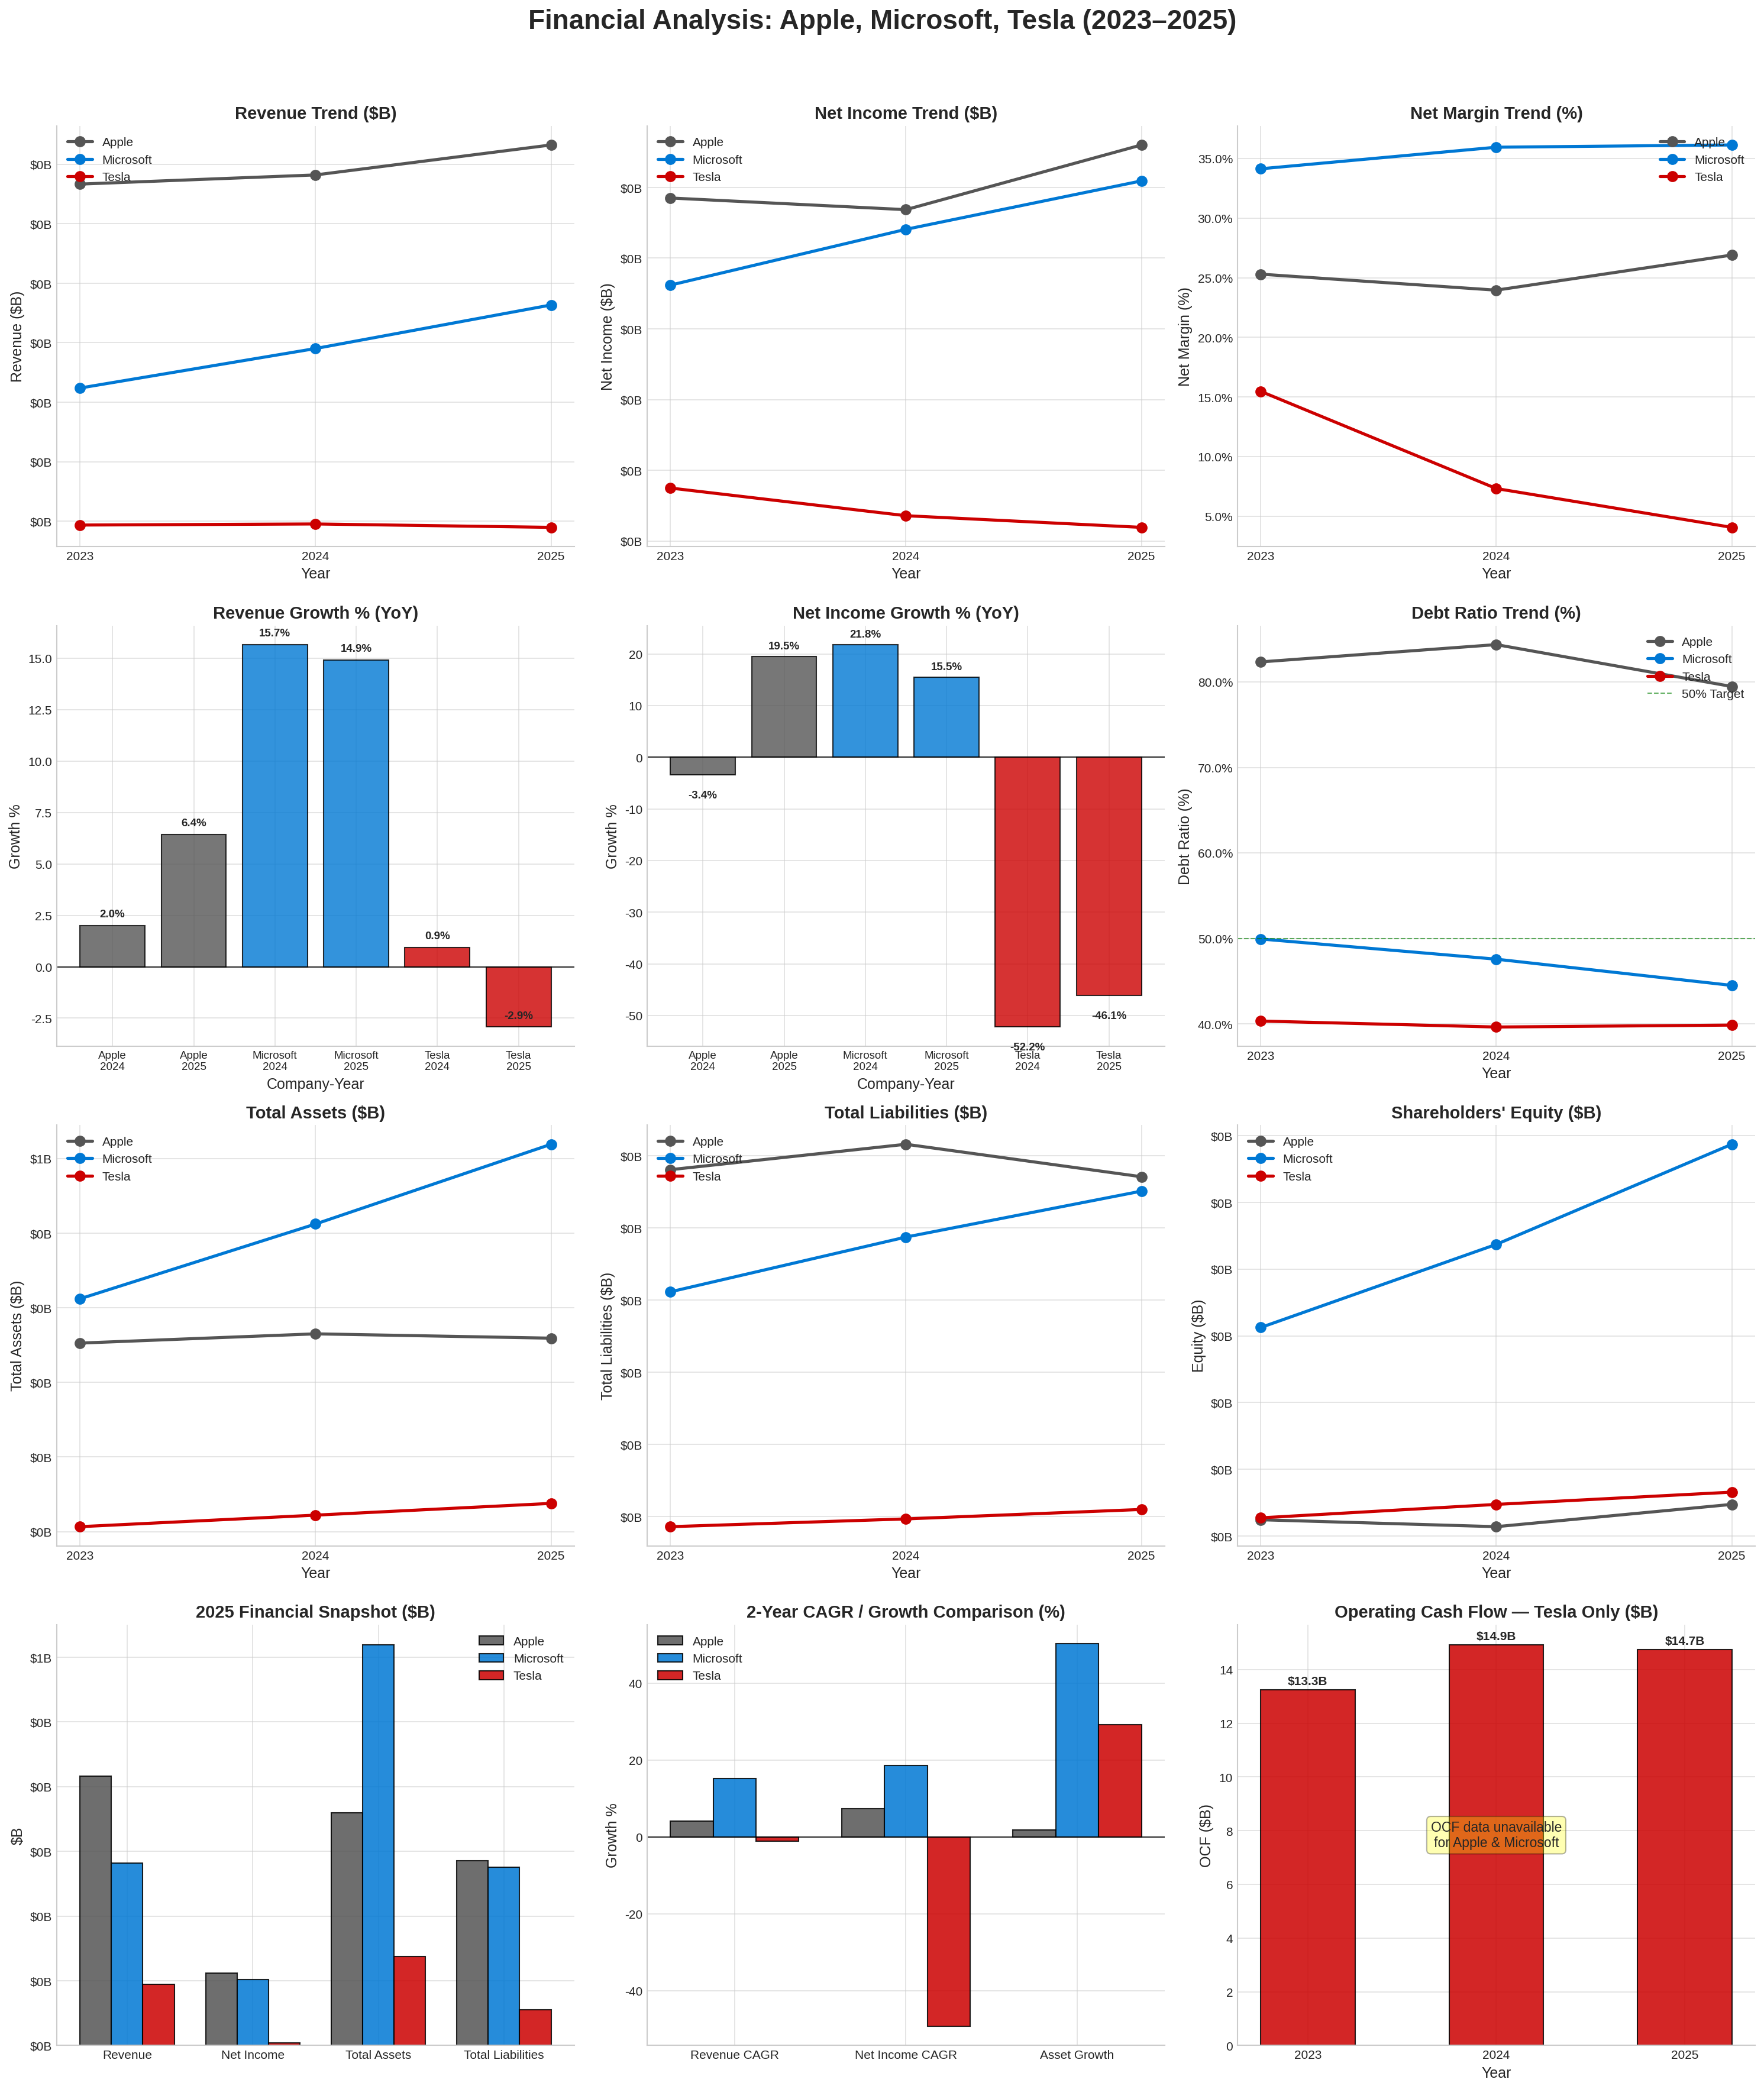 Financial Analysis: Apple, Microsoft, Tesla (2023–2025)
Revenue Trend ($B)
Apple
Microsoft
Tesla
$0B
$0B
$0B
$0B
$0B
$0B
$0B
Revenue ($B)
2023 2024 2025
Year
Net Income Trend ($B)
Apple
Microsoft
Tesla
$0B
$0B
$0B
$0B
$0B
$0B
Net Income ($B)
2023 2024 2025
Year
Net Margin Trend (%)
Apple
Microsoft
Tesla
35.0%
30.0%
25.0%
20.0%
15.0%
10.0%
5.0%
Net Margin (%)
2023 2024 2025
Year
Revenue Growth % (YoY)
15.0
12.5
10.0
7.5
5.0
2.5
0.0
-2.5
Growth %
2.0%
6.4%
15.7%
14.9%
0.9%
-2.9%
Apple Apple Microsoft Microsoft Tesla Tesla
2024 2025 2024 2025 2024 2025
Company-Year
Net Income Growth % (YoY)
20
10
0
-10
-20
-30
-40
-50
Growth %
-3.4%
19.5%
21.8%
15.5%
-52.2%
-46.1%
Apple Apple Microsoft Microsoft Tesla Tesla
2024 2025 2024 2025 2024 2025
Company-Year
Debt Ratio Trend (%)
Apple
Microsoft
Tesla
50% Target
80.0%
70.0%
60.0%
50.0%
40.0%
Debt Ratio (%)
2023 2024 2025
Year
Total Assets ($B)
Apple
Microsoft
Tesla
$1B
$0B
$0B
$0B
$0B
$0B
Total Assets ($B)
2023 2024 2025
Year
Total Liabilities ($B)
Apple
Microsoft
Tesla
$0B
$0B
$0B
$0B
$0B
$0B
Total Liabilities ($B)
2023 2024 2025
Year
Shareholders' Equity ($B)
Apple
Microsoft
Tesla
$0B
$0B
$0B
$0B
$0B
$0B
$0B
Equity ($B)
2023 2024 2025
Year
2025 Financial Snapshot ($B)
Apple
Microsoft
Tesla
$1B
$0B
$0B
$0B
$0B
$0B
$0B
$B
Revenue Net Income Total Assets Total Liabilities
2-Year CAGR / Growth Comparison (%)
Apple
Microsoft
Tesla
40
20
0
-20
-40
Growth %
Revenue CAGR Net Income CAGR Asset Growth
Operating Cash Flow — Tesla Only ($B)
$13.3B
$14.9B
$14.7B
14
12
10
8
6
4
2
0
OCF ($B)
OCF data unavailable
for Apple & Microsoft
2023 2024 2025
Year